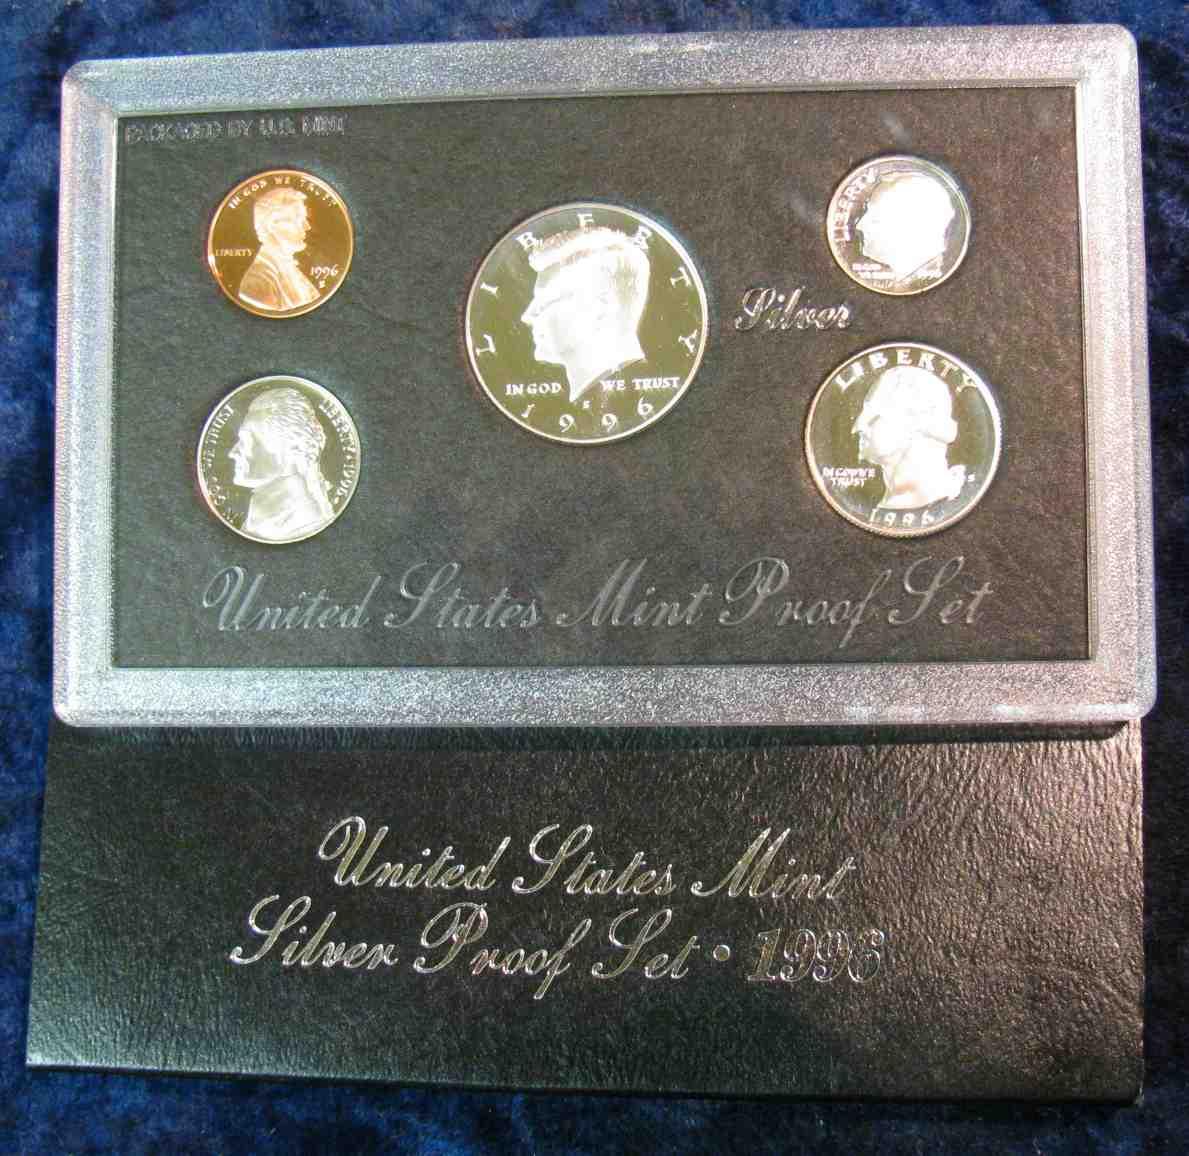 PACKAGED BY U.S. MINT
IN GOD WE TRUST
LIBERTY
1996
S
LIBERTY
IN GOD WE TRUST
S
1996
LIBERTY
1996
Silver
IN GOD WE TRUST
LIBERTY • 1996
LIBERTY
IN GOD WE
TRUST
S
1996
United States Mint Proof Set
United States Mint
Silver Proof Set • 1996